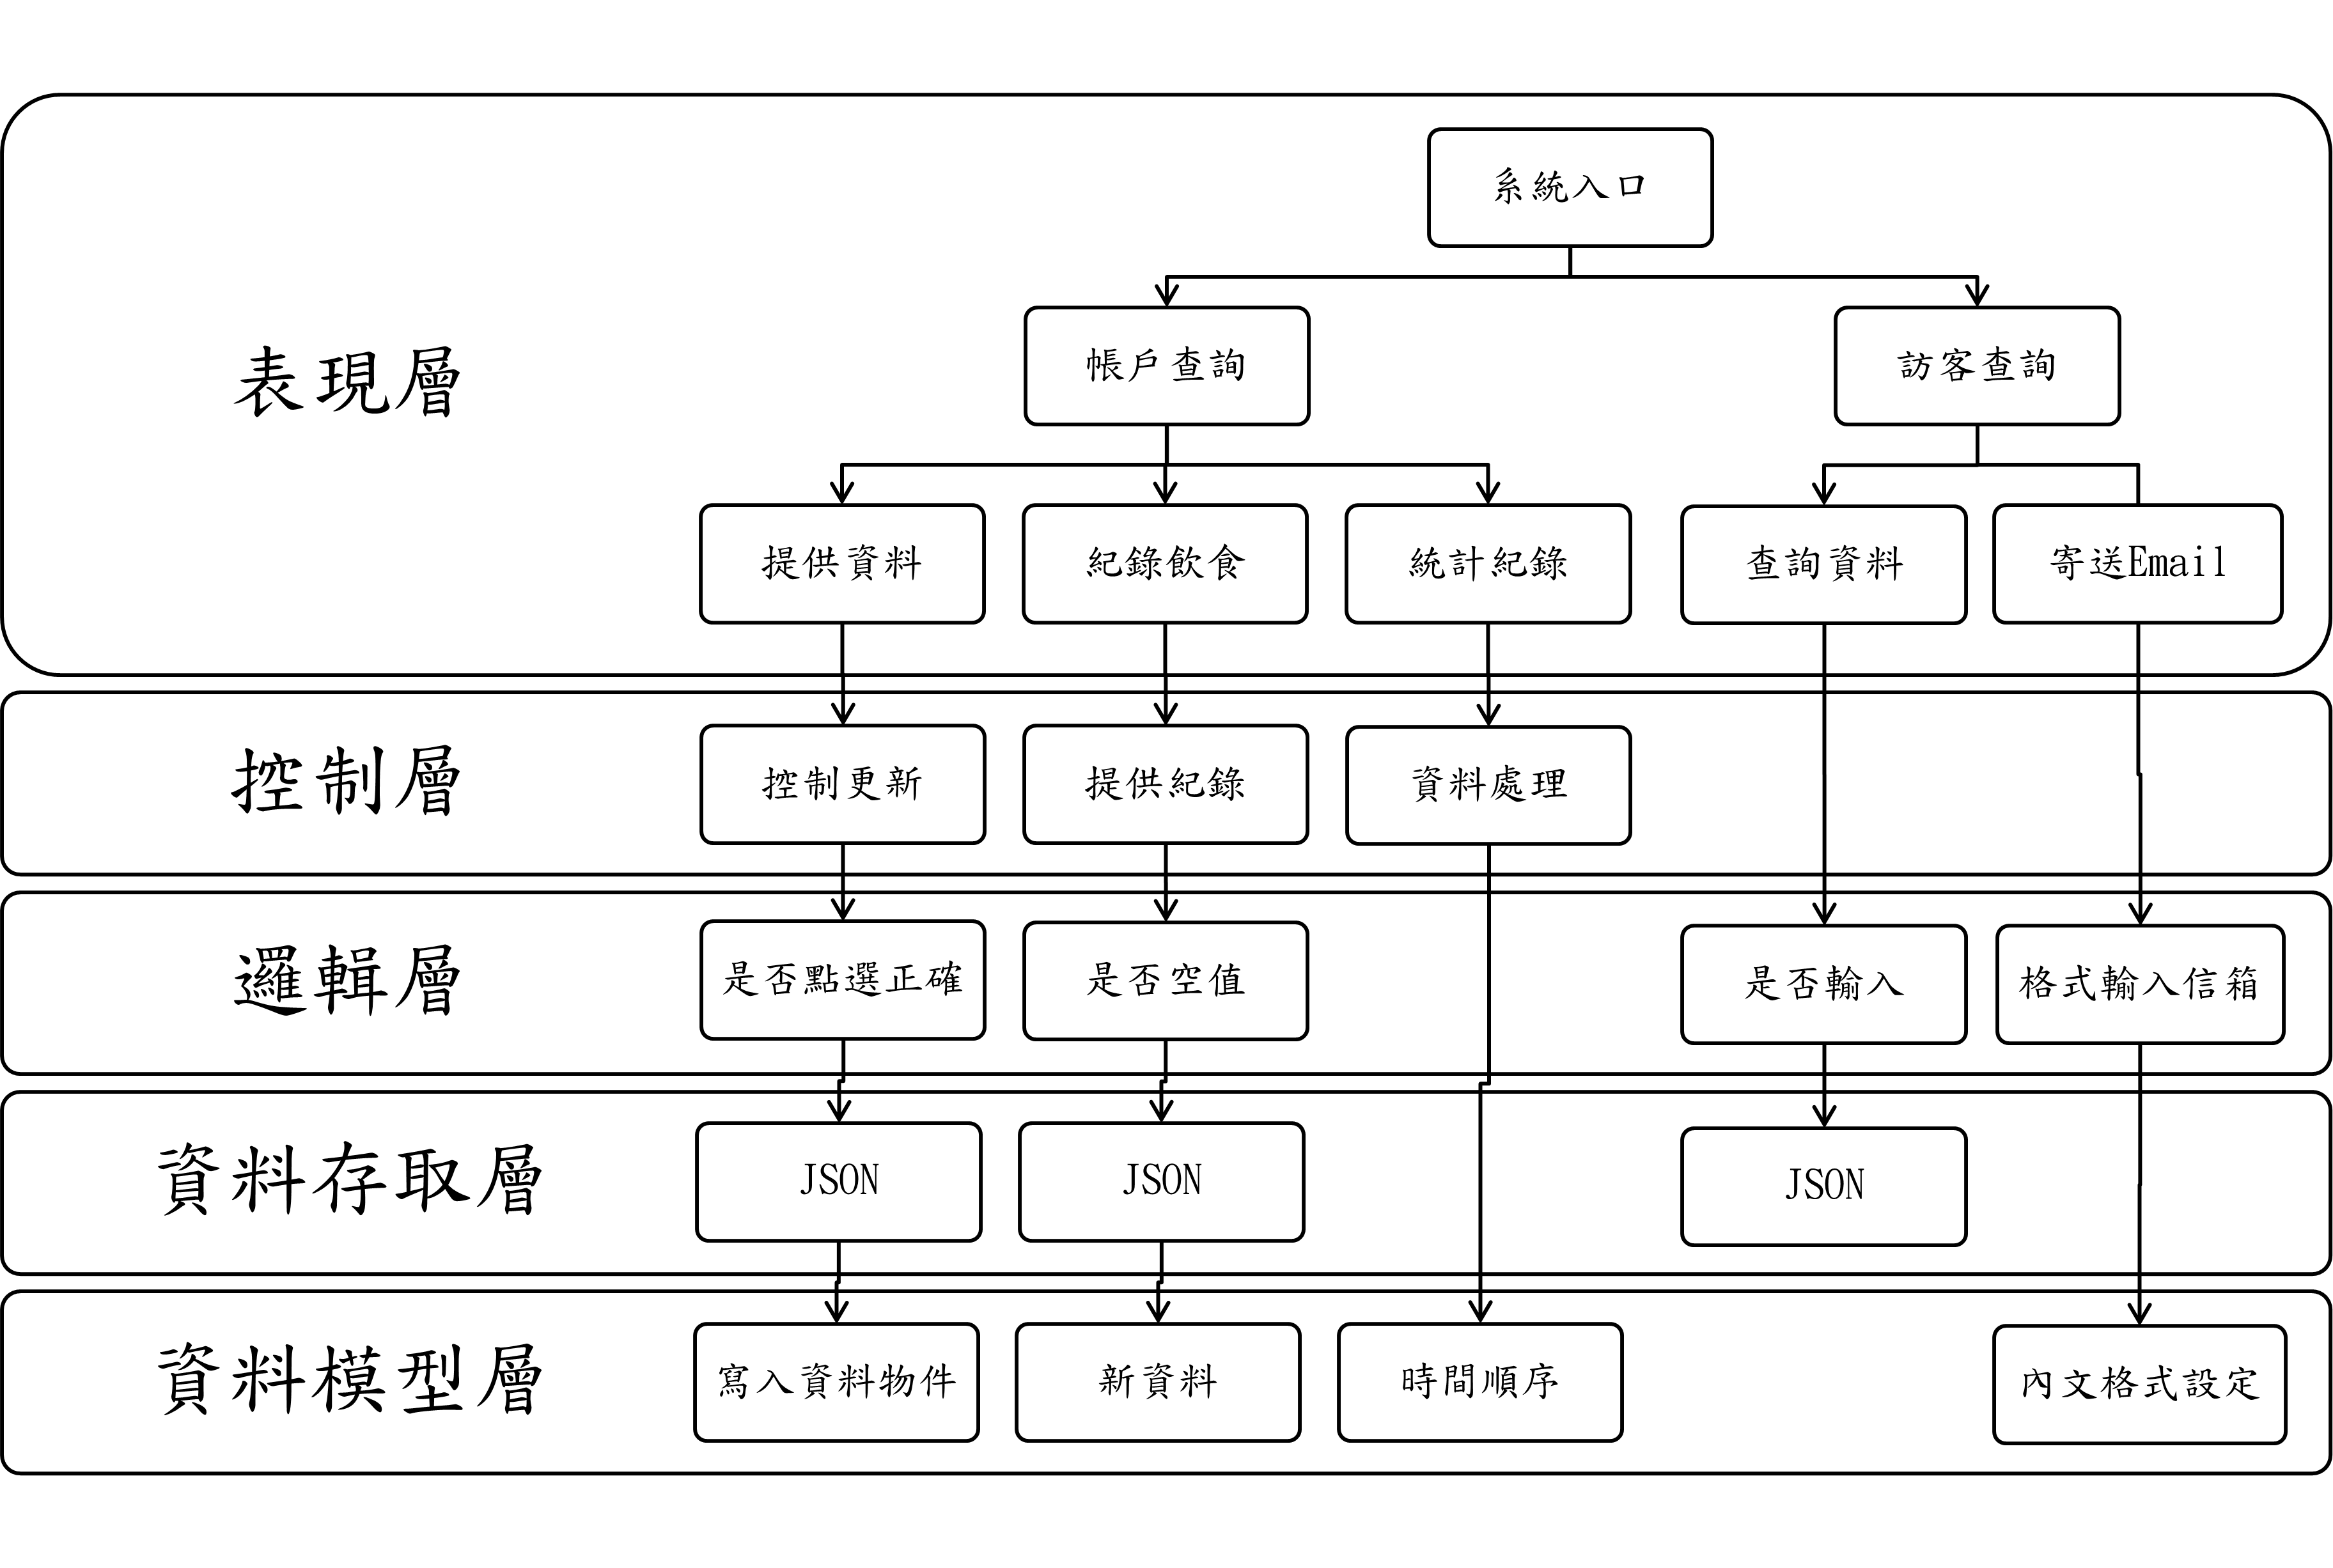 系統入口
帳戶查詢
訪客查詢
表現層
提供資料
紀錄飲食
統計紀錄
查詢資料
寄送Email
控制層
控制更新
提供紀錄
資料處理
邏輯層
是否點選正確
是否空值
是否輸入
格式輸入信箱
資料存取層
JSON
JSON
JSON
資料模型層
寫入資料物件
新資料
時間順序
內文格式設定